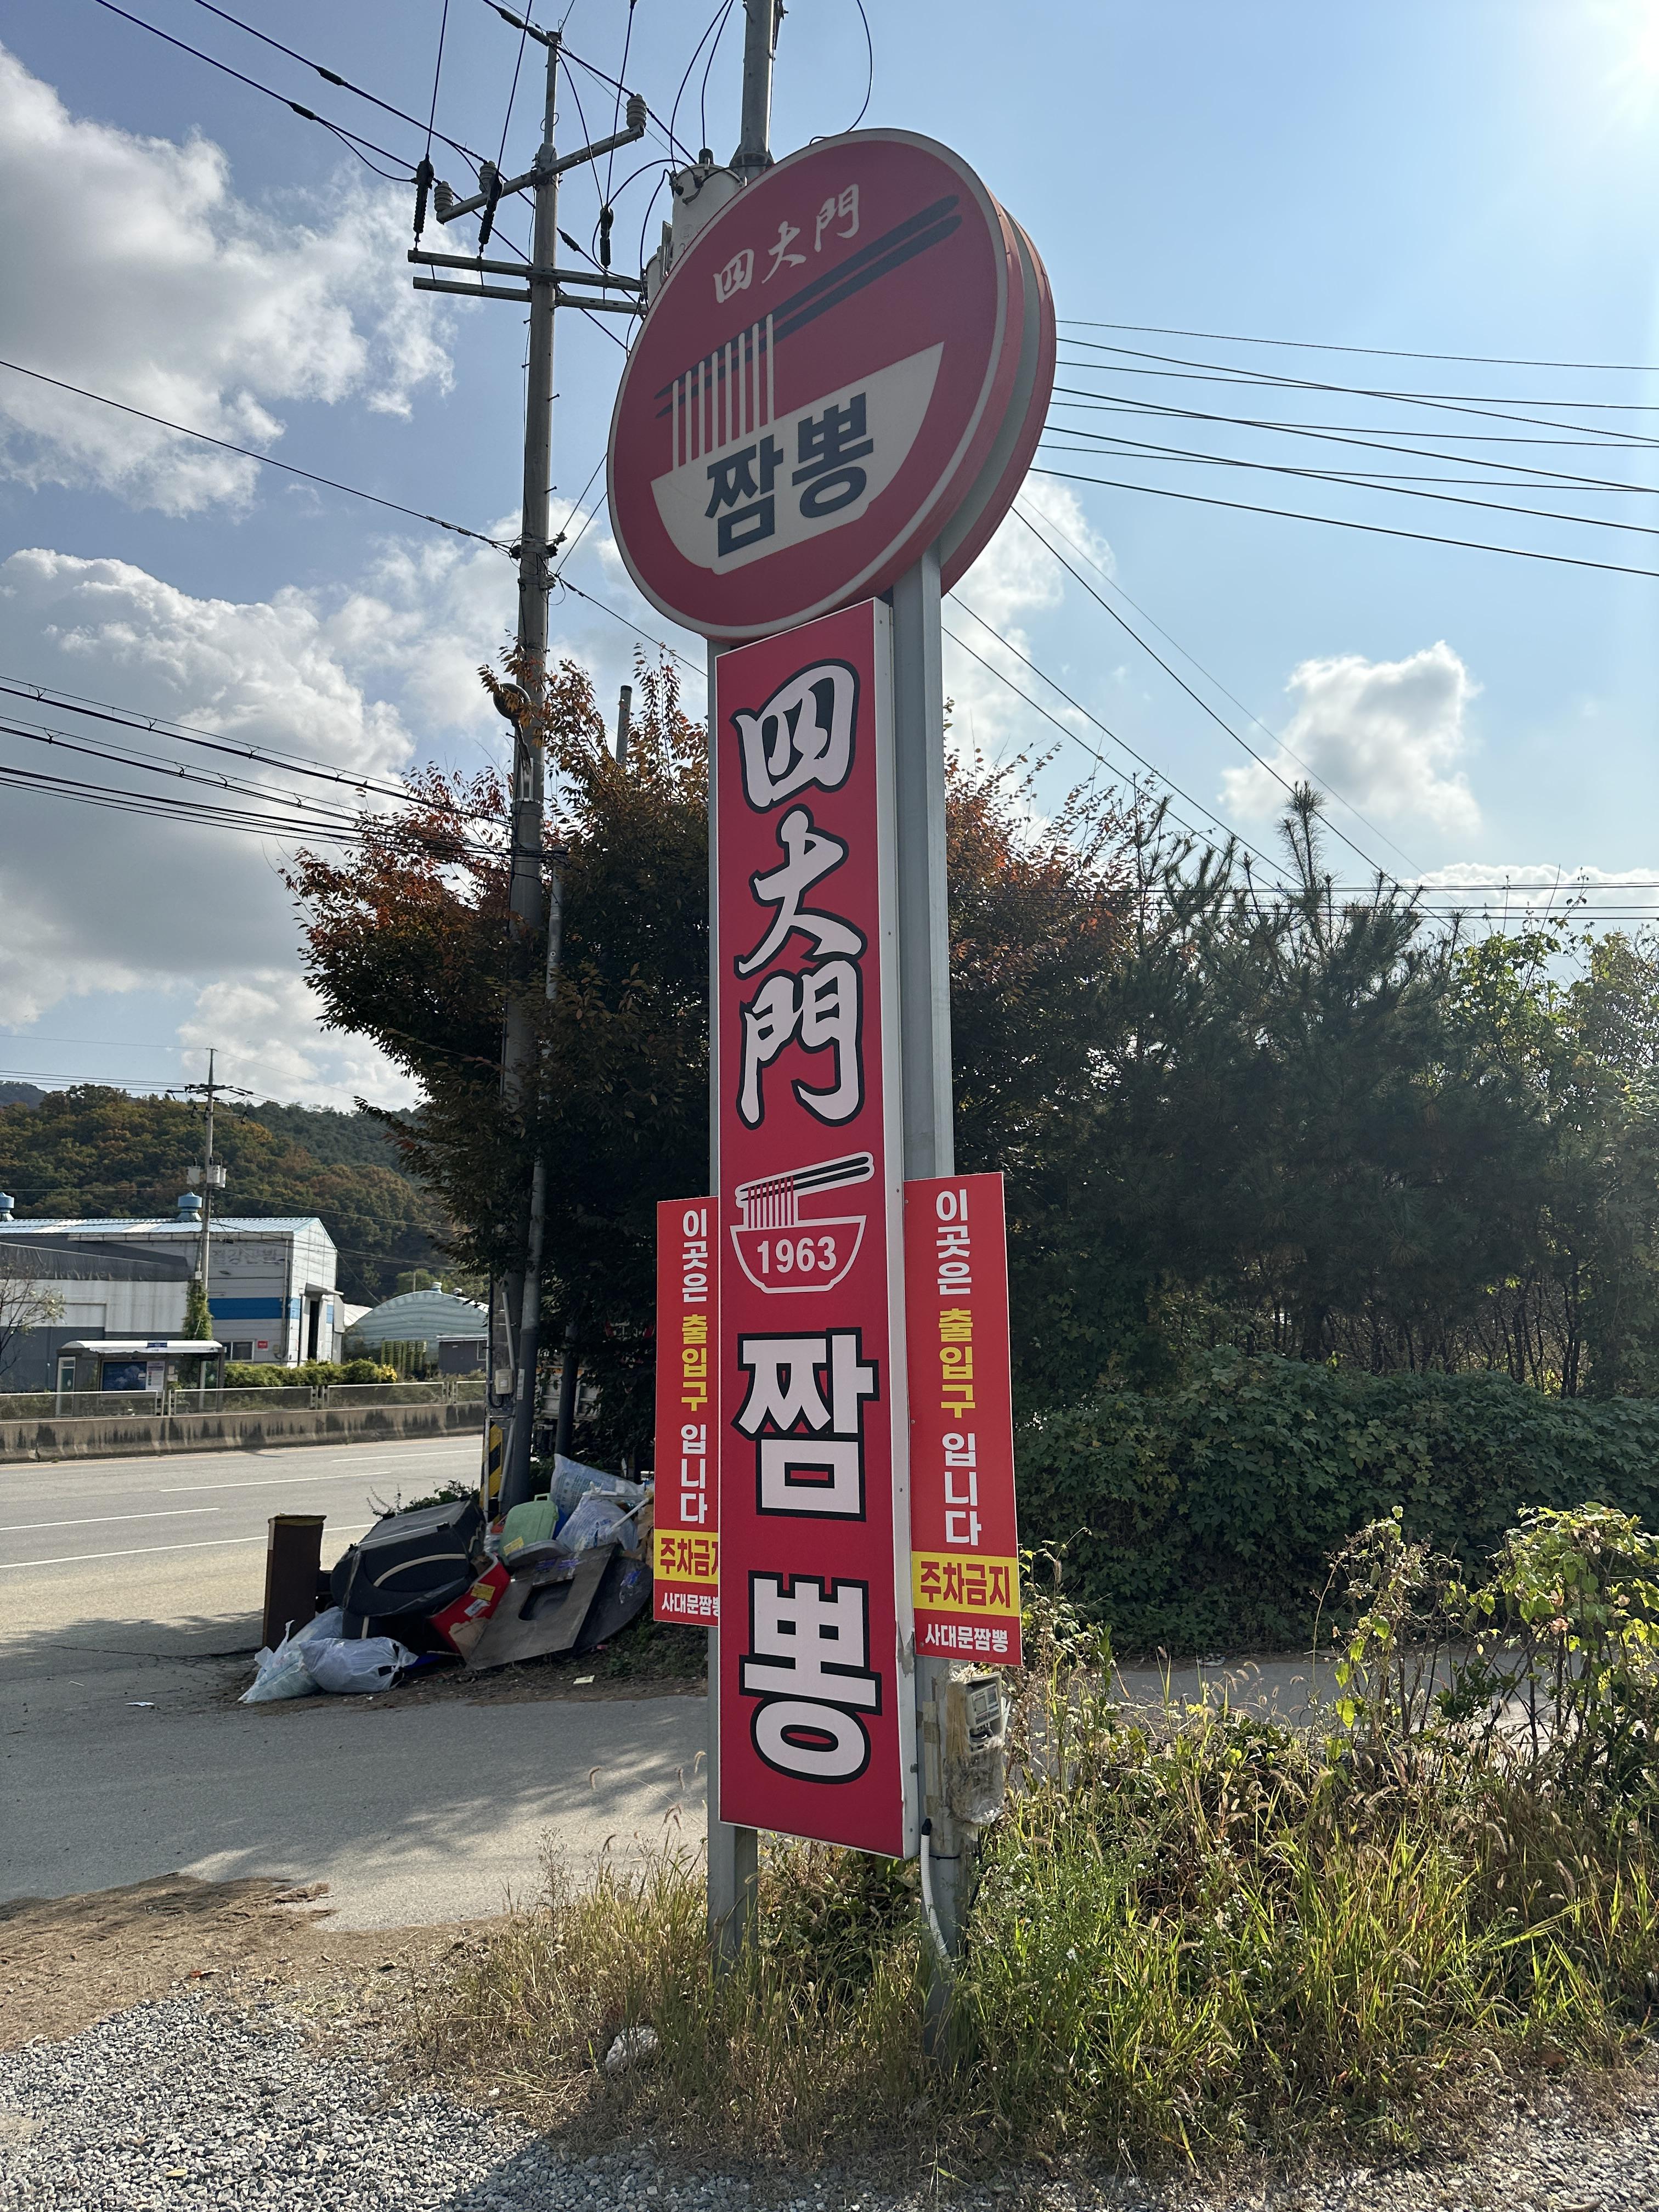 四大門
짬뽕
四大門
1963
짬뽕
이곳은 출입구 입니다
주차금지
사대문짬뽕
이곳은 출입구 입니다
주차금지
사대문짬뽕